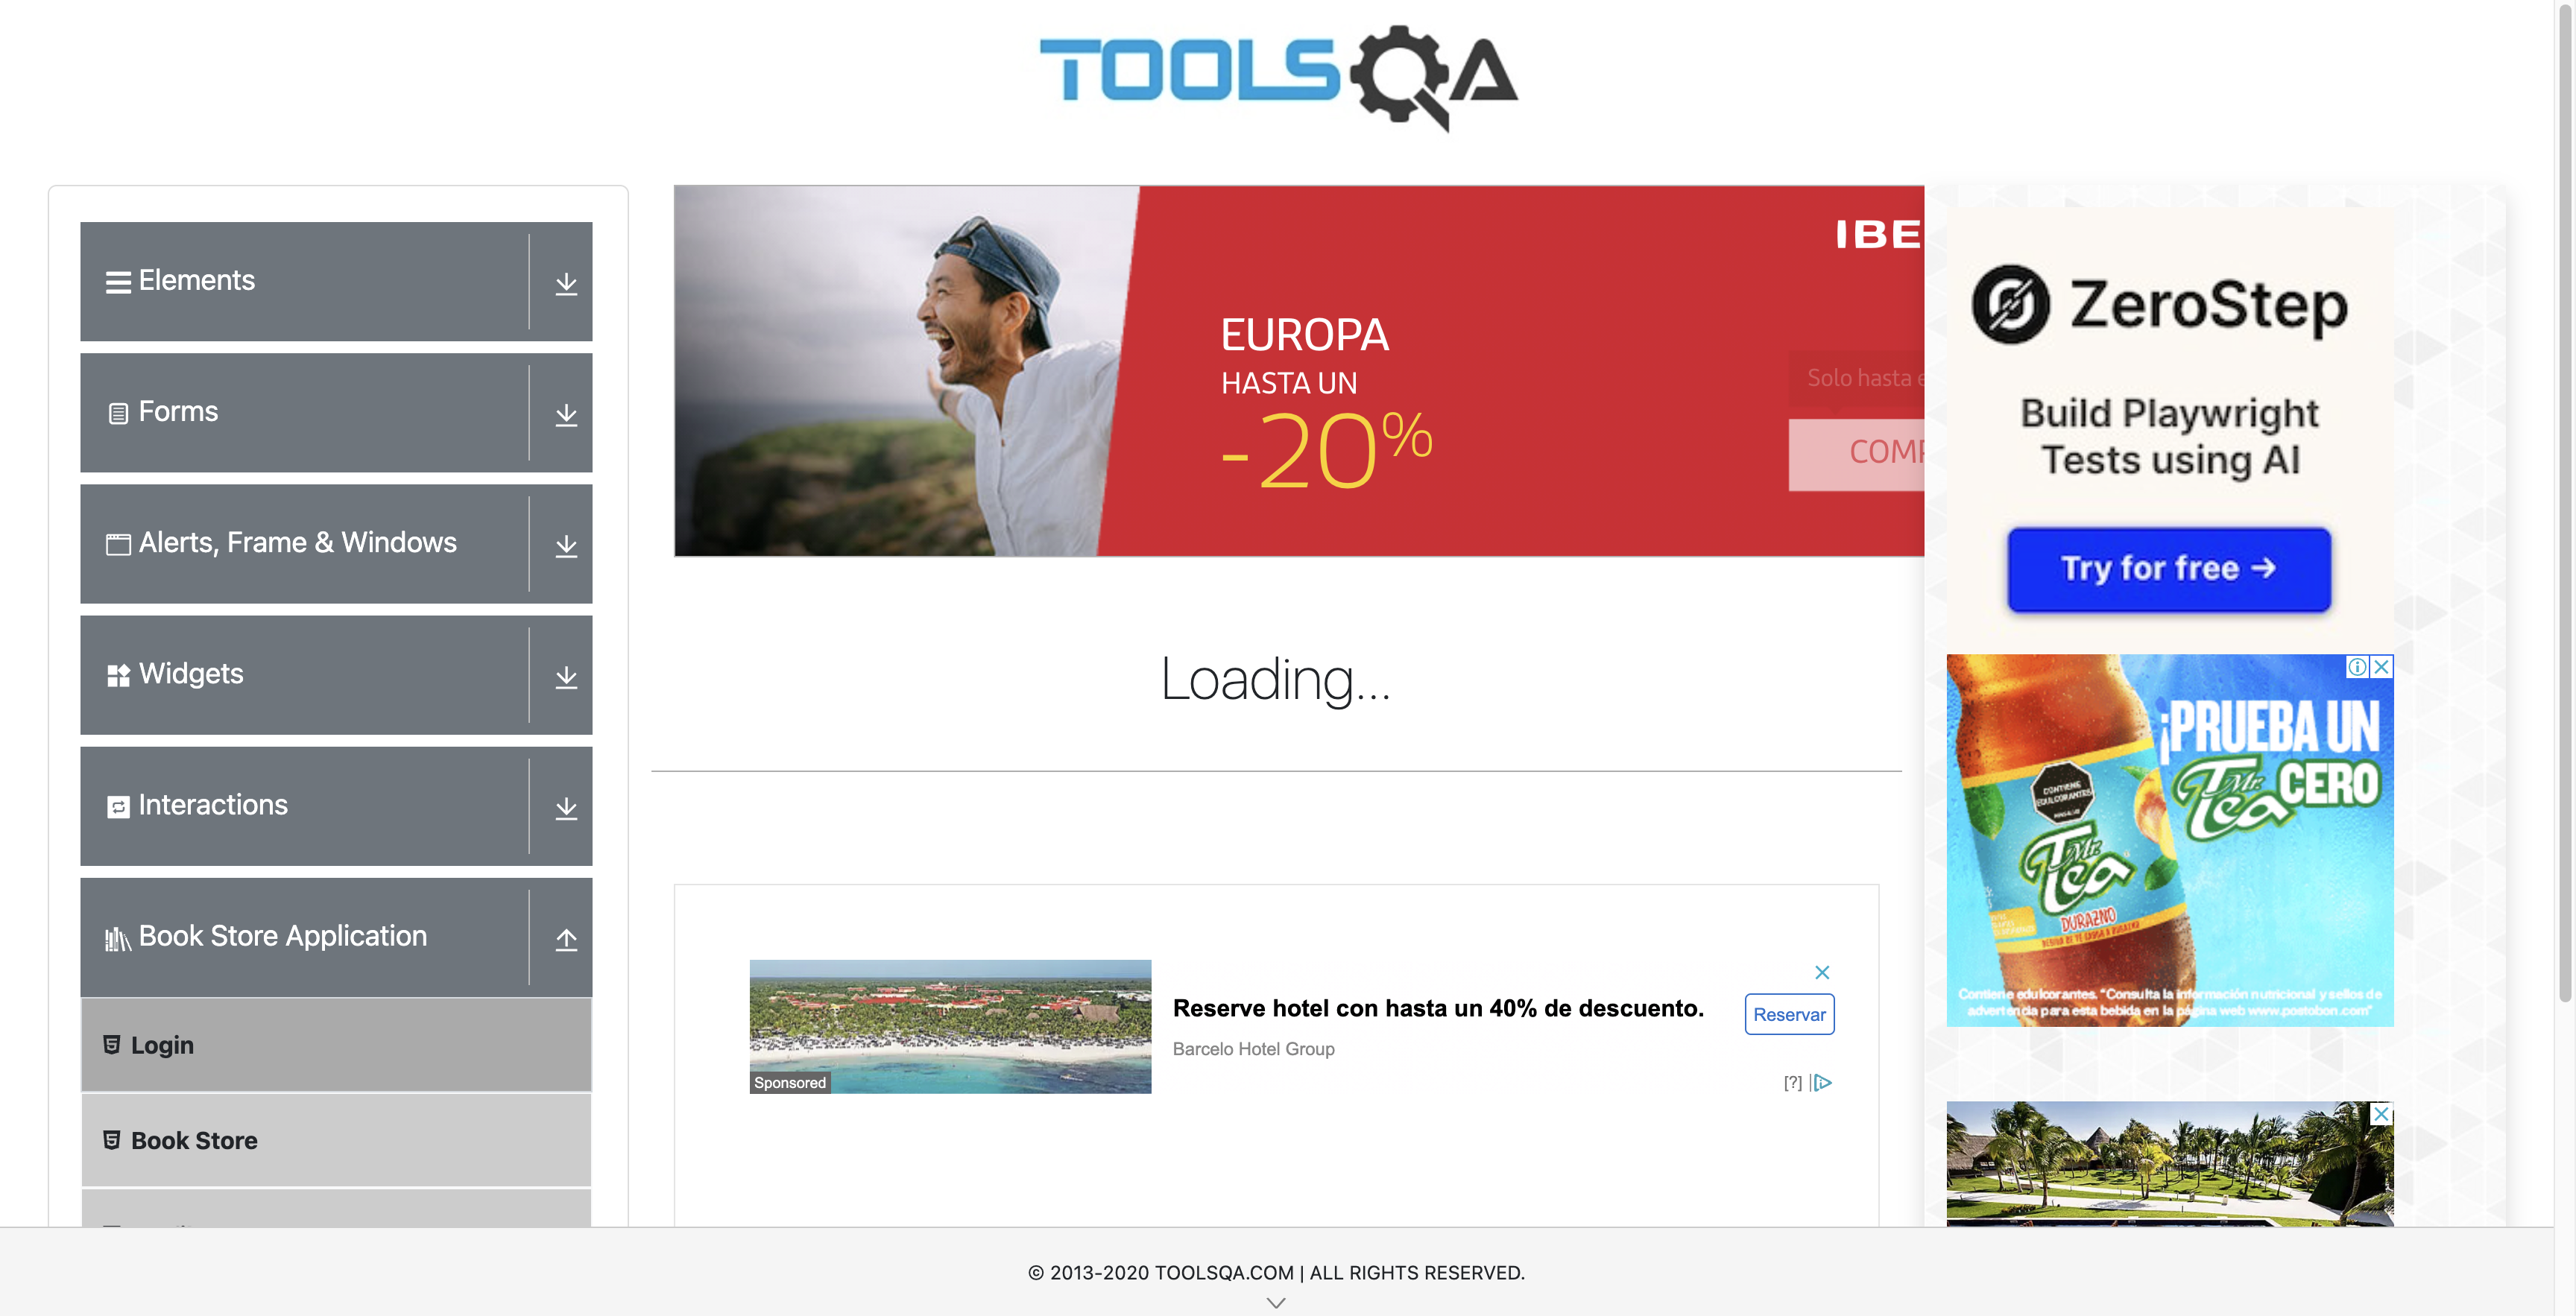 TOOLSQA
Elements
Forms
Alerts, Frame & Windows
Widgets
Interactions
Book Store Application
Login
Book Store
IBE
EUROPA
HASTA UN
-20%
Solo hasta e
COMP
Loading...
Sponsored
Reserve hotel con hasta un 40% de descuento.
Barcelo Hotel Group
Reservar
[?]
ZeroStep
Build Playwright
Tests using AI
Try for free →
¡PRUEBA UN
Mr. Tea CERO
CONTIENE
EDULCORANTES
Mr. Tea
DURAZNO
Contiene edulcorantes. "Consulta la información nutricional y sellos de
advertencia para esta bebida en la página web www.postobon.com"
© 2013-2020 TOOLSQA.COM | ALL RIGHTS RESERVED.